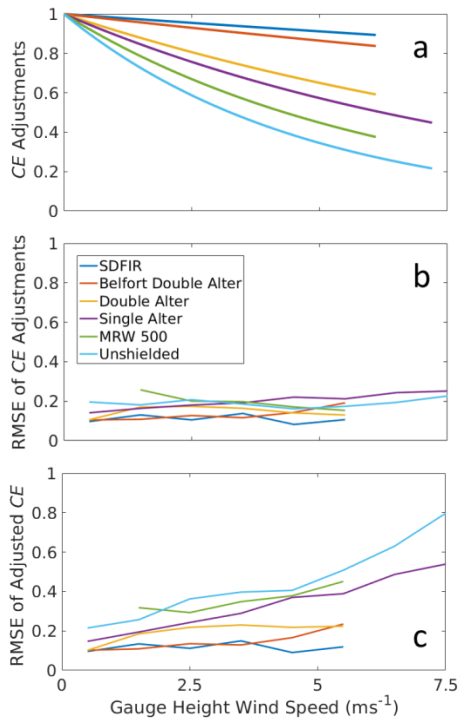 1
0.8
0.6
0.4
0.2
0
CE Adjustments
a
1
0.8
0.6
0.4
0.2
0
RMSE of CE Adjustments
b
SDFIR
Belfort Double Alter
Double Alter
Single Alter
MRW 500
Unshielded
1
0.8
0.6
0.4
0.2
0
RMSE of Adjusted CE
c
0
2.5
5
7.5
Gauge Height Wind Speed (ms⁻¹)